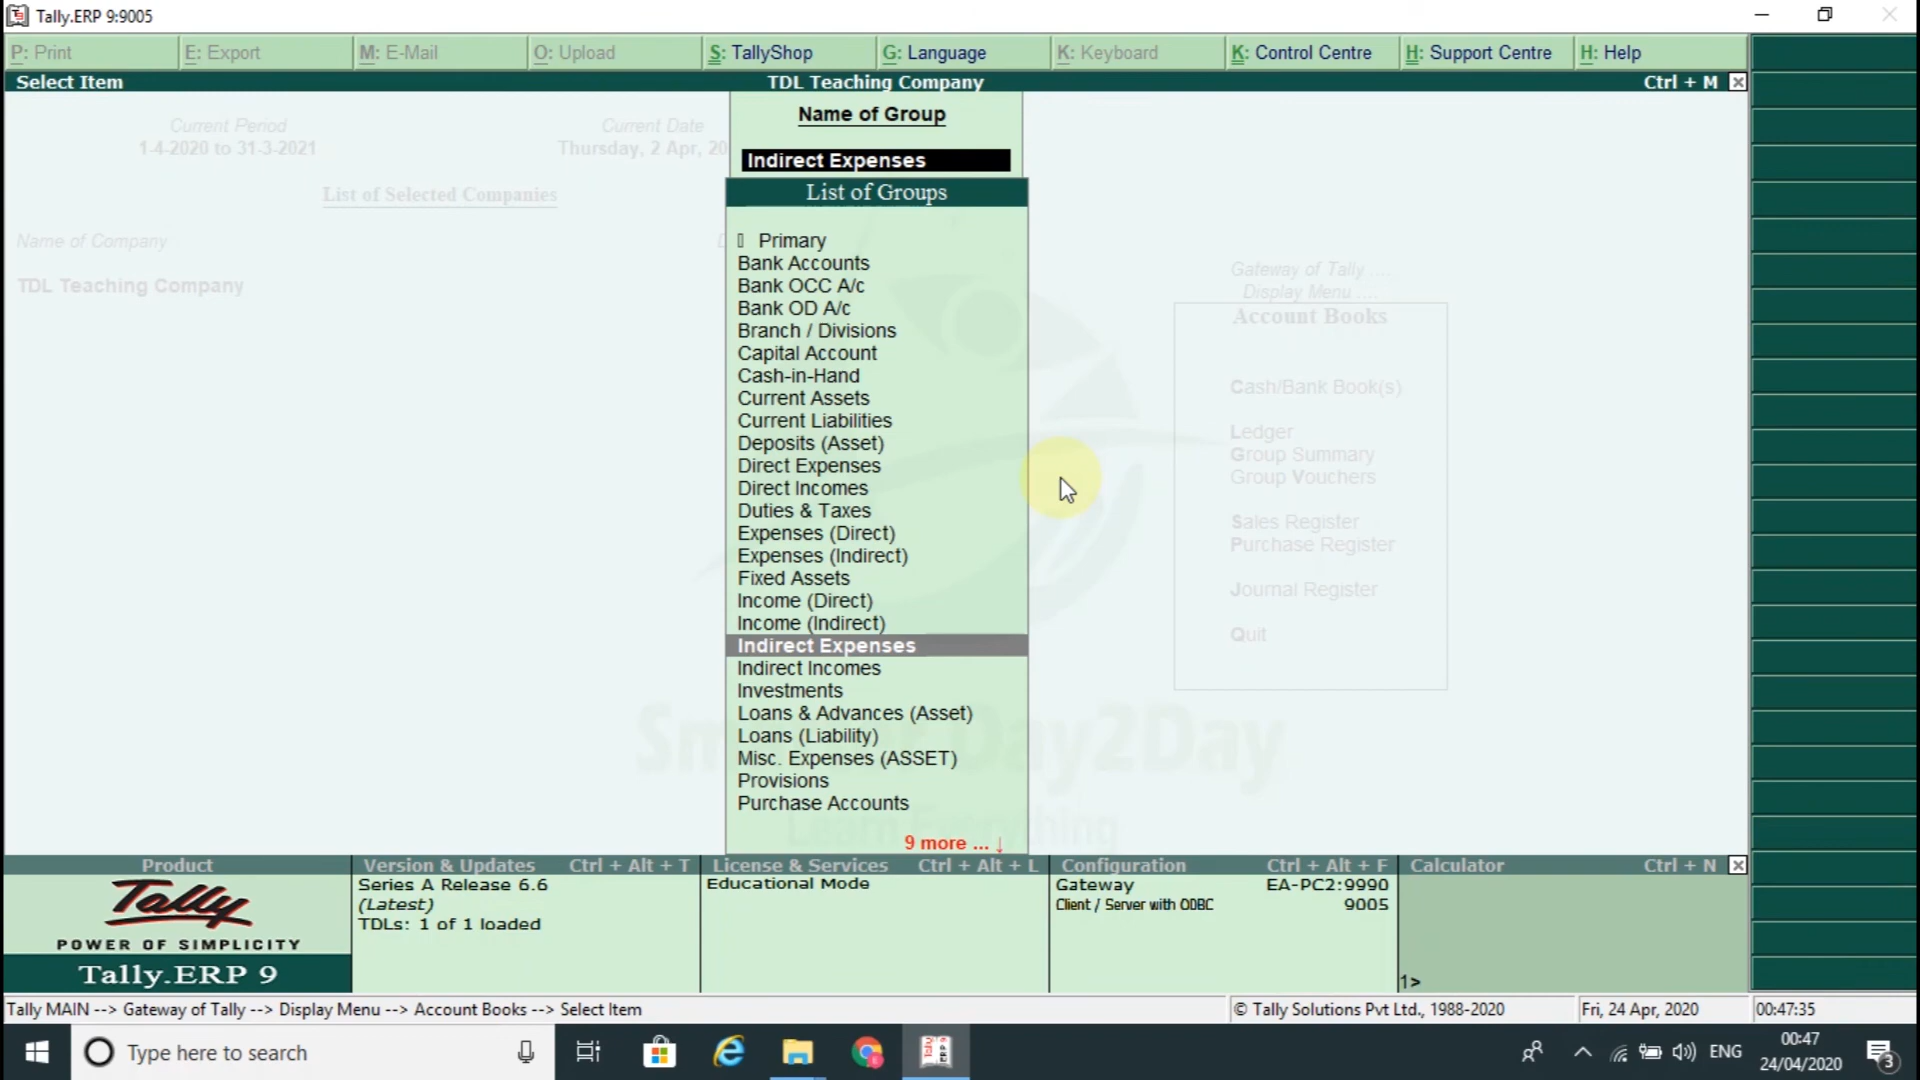 Tally.ERP 9:9005
P: Print
E: Export
M: E-Mail
O: Upload
S: TallyShop
G: Language
K: Keyboard
K: Control Centre
H: Support Centre
H: Help
Select Item
TDL Teaching Company
Ctrl + M
Current Period
1-4-2020 to 31-3-2021
Current Date
Thursday, 2 Apr, 20
List of Selected Companies
Name of Company
TDL Teaching Company
Name of Group
Indirect Expenses
List of Groups
Primary
Bank Accounts
Bank OCC A/c
Bank OD A/c
Branch / Divisions
Capital Account
Cash-in-Hand
Current Assets
Current Liabilities
Deposits (Asset)
Direct Expenses
Direct Incomes
Duties & Taxes
Expenses (Direct)
Expenses (Indirect)
Fixed Assets
Income (Direct)
Income (Indirect)
Indirect Expenses
Indirect Incomes
Investments
Loans & Advances (Asset)
Loans (Liability)
Misc. Expenses (ASSET)
Provisions
Purchase Accounts
9 more ... ↓
Gateway of Tally ....
Display Menu ....
Account Books
Cash/Bank Book(s)
Ledger
Group Summary
Group Vouchers
Sales Register
Purchase Register
Journal Register
Quit
Day2Day
Product
Tally
POWER OF SIMPLICITY
Tally.ERP 9
Version & Updates Ctrl + Alt + T
Series A Release 6.6
(Latest)
TDLs: 1 of 1 loaded
License & Services Ctrl + Alt + L
Educational Mode
Configuration Ctrl + Alt + F
Gateway EA-PC2:9990
Client / Server with ODBC 9005
Calculator Ctrl + N
1>
Tally MAIN --> Gateway of Tally --> Display Menu --> Account Books --> Select Item
© Tally Solutions Pvt Ltd., 1988-2020
Fri, 24 Apr, 2020
00:47:35
Type here to search
ENG
00:47
24/04/2020
3